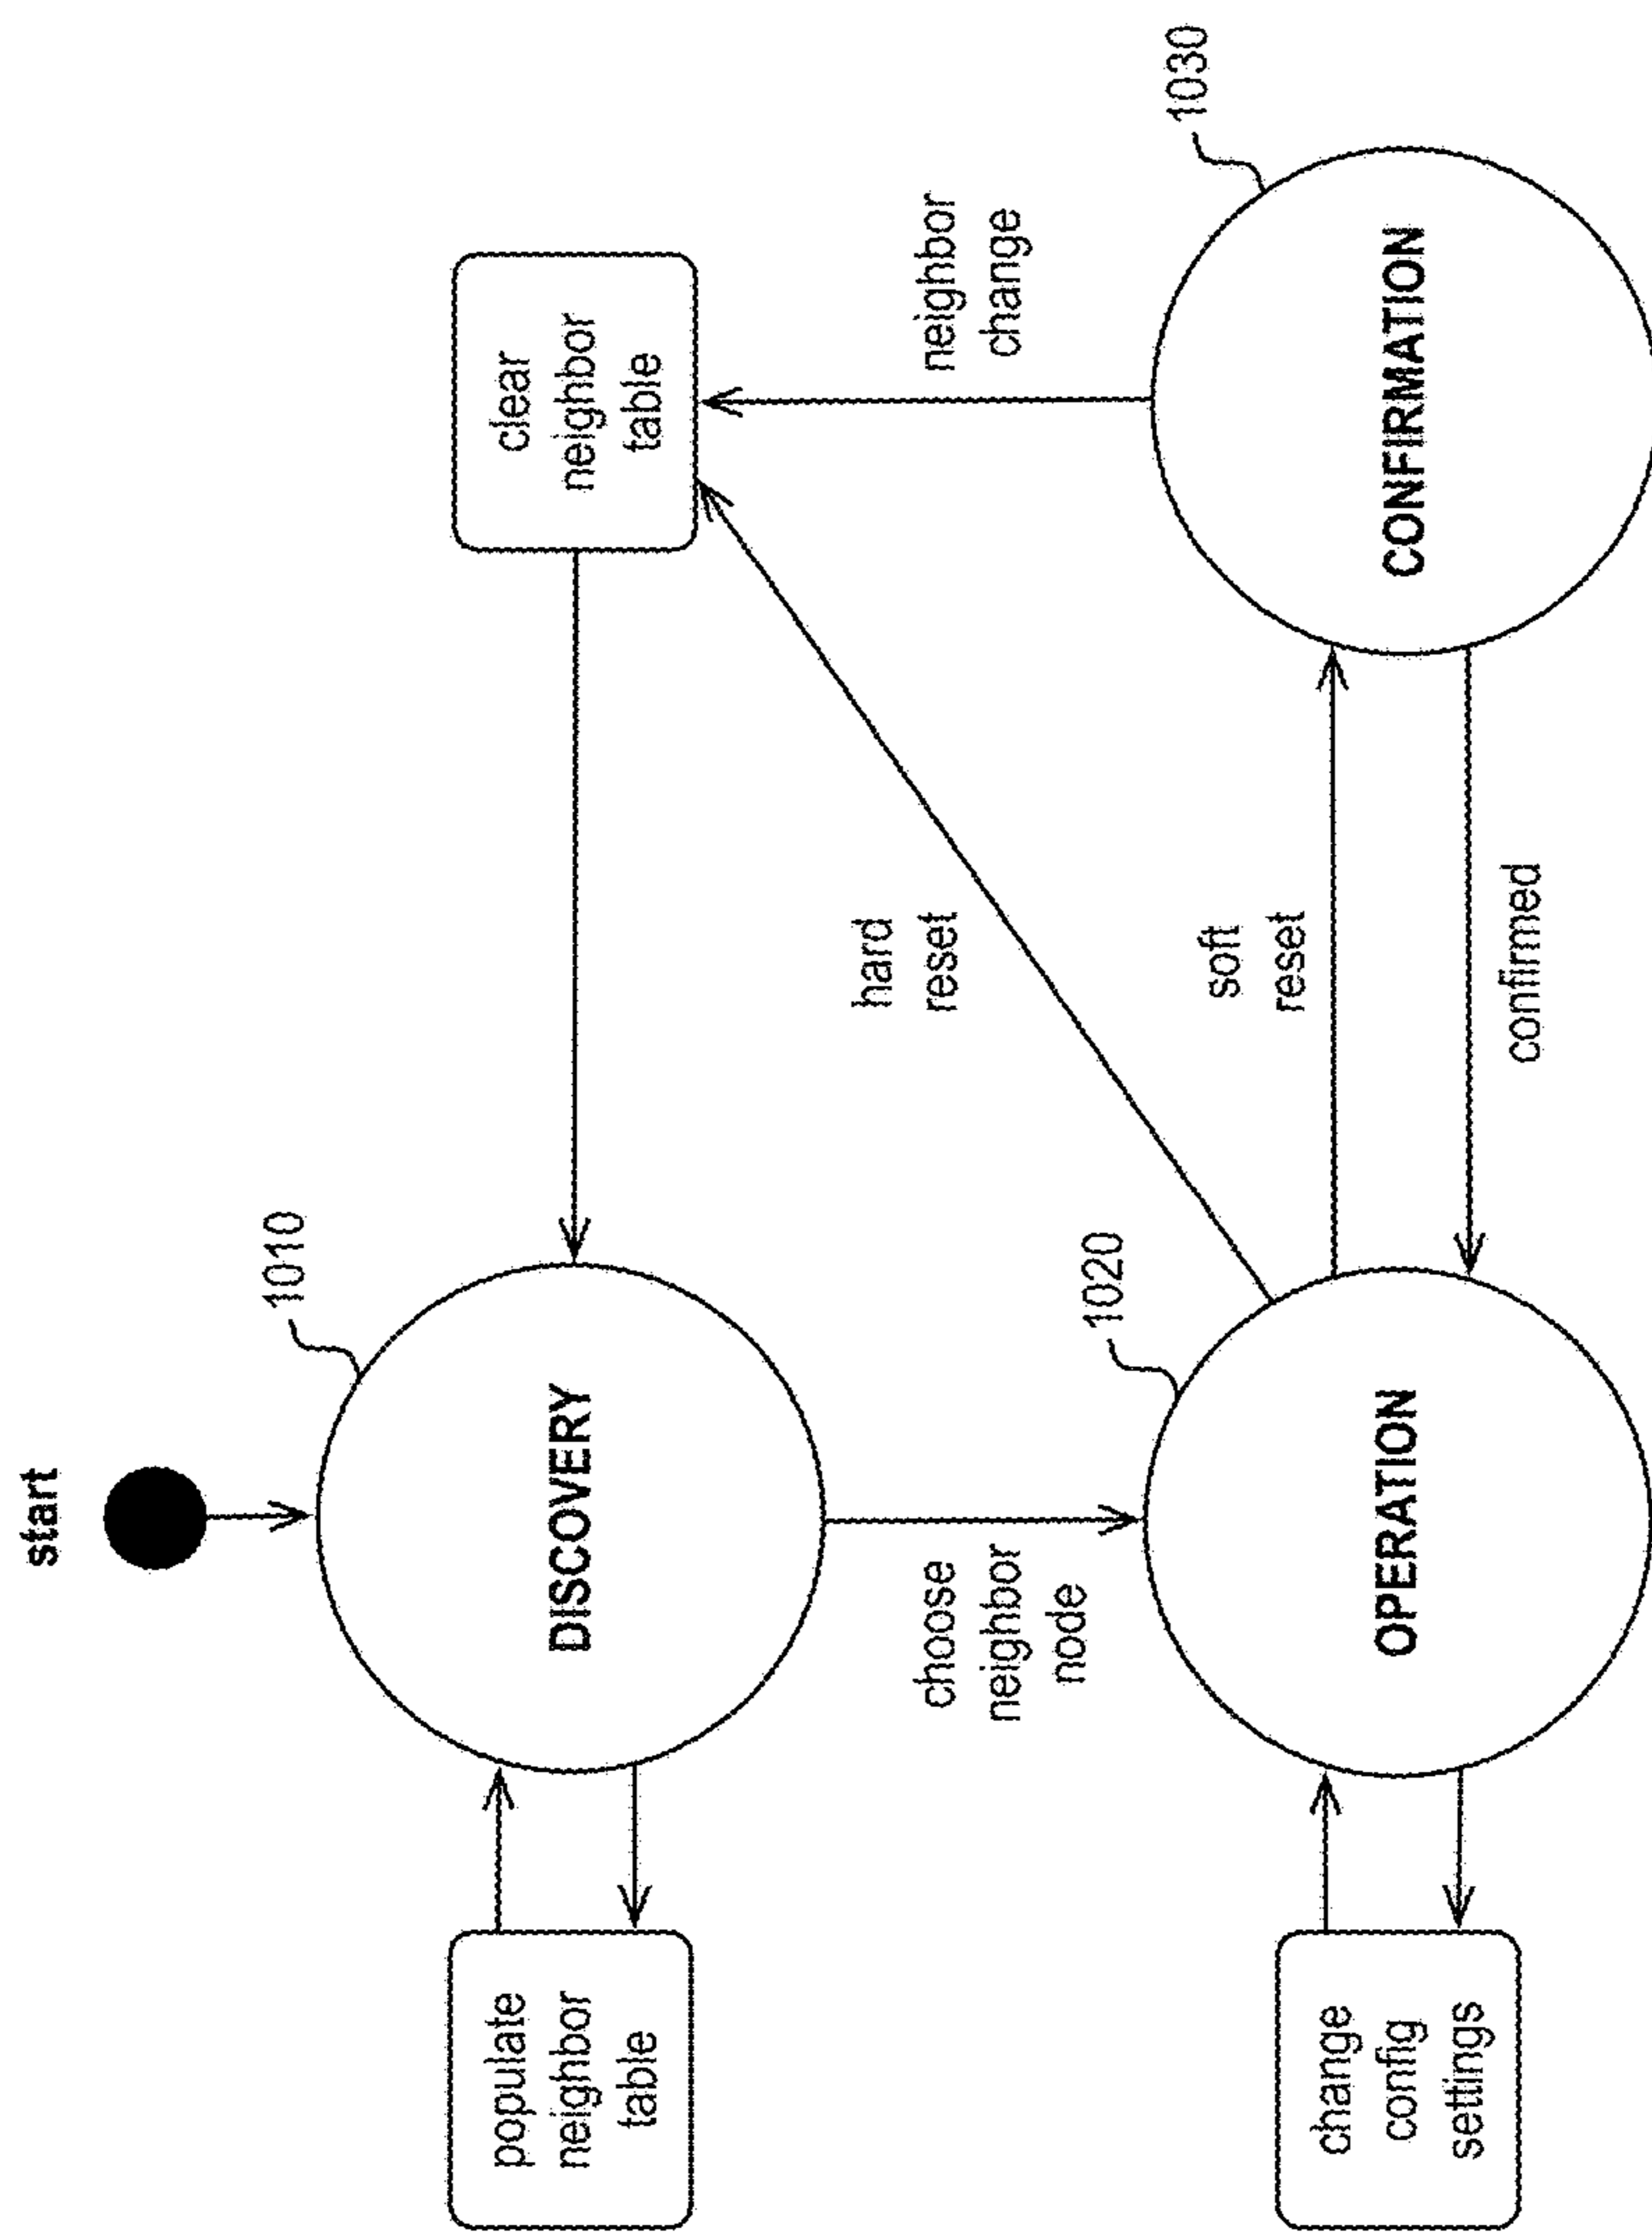 start
1010
populate
neighbor
table
DISCOVERY
clear
neighbor
table
choose
neighbor
node
hard
reset
neighbor
change
1020
1030
change
config
settings
OPERATION
soft
reset
confirmed
CONFIRMATION